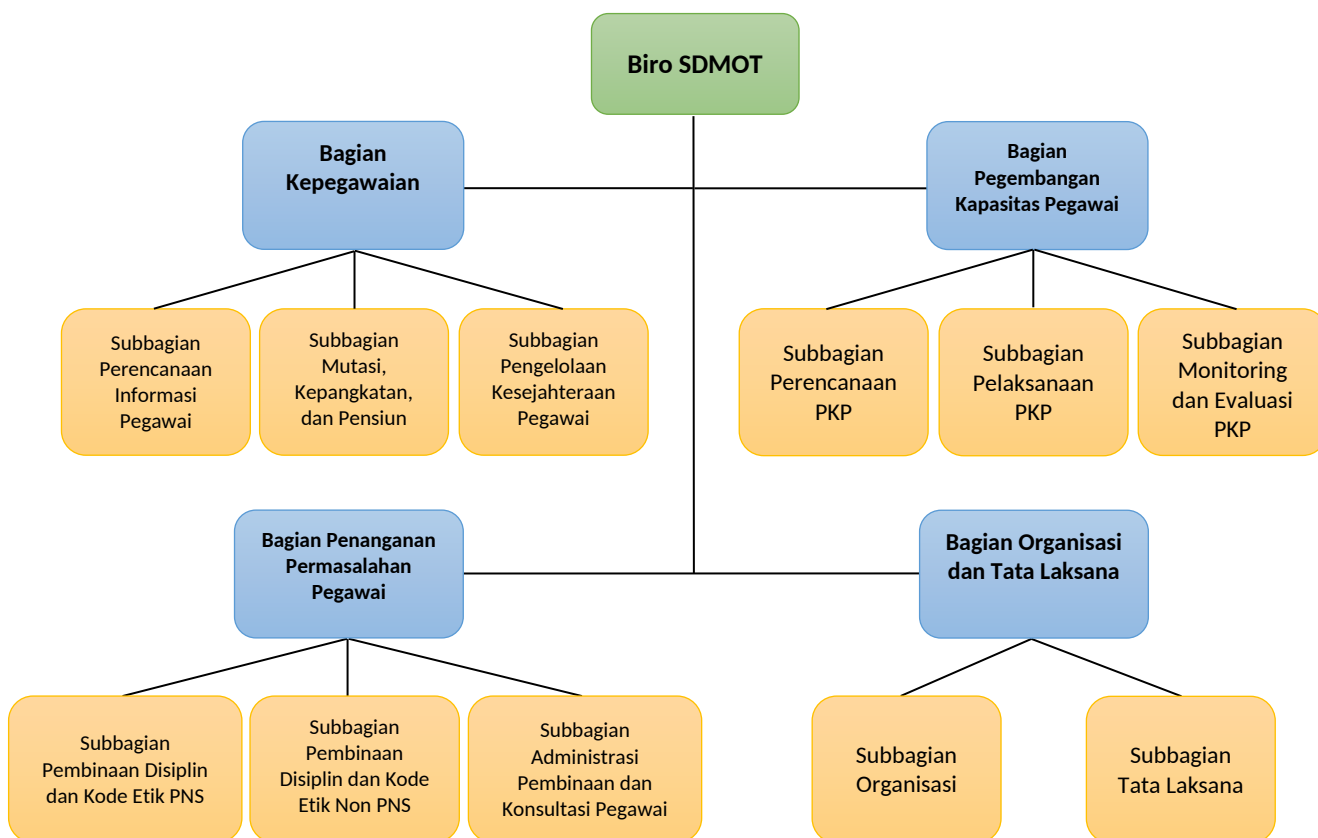 Biro SDMOT
Bagian
Kepegawaian
Bagian
Pegembangan
Kapasitas Pegawai
Subbagian
Perencanaan
Informasi
Pegawai
Subbagian
Mutasi,
Kepangkatan,
dan Pensiun
Subbagian
Pengelolaan
Kesejahteraan
Pegawai
Subbagian
Perencanaan
PKP
Subbagian
Pelaksanaan
PKP
Subbagian
Monitoring
dan Evaluasi
PKP
Bagian Penanganan
Permasalahan
Pegawai
Bagian Organisasi
dan Tata Laksana
Subbagian
Pembinaan Disiplin
dan Kode Etik PNS
Subbagian
Pembinaan
Disiplin dan Kode
Etik Non PNS
Subbagian
Administrasi
Pembinaan dan
Konsultasi Pegawai
Subbagian
Organisasi
Subbagian
Tata Laksana